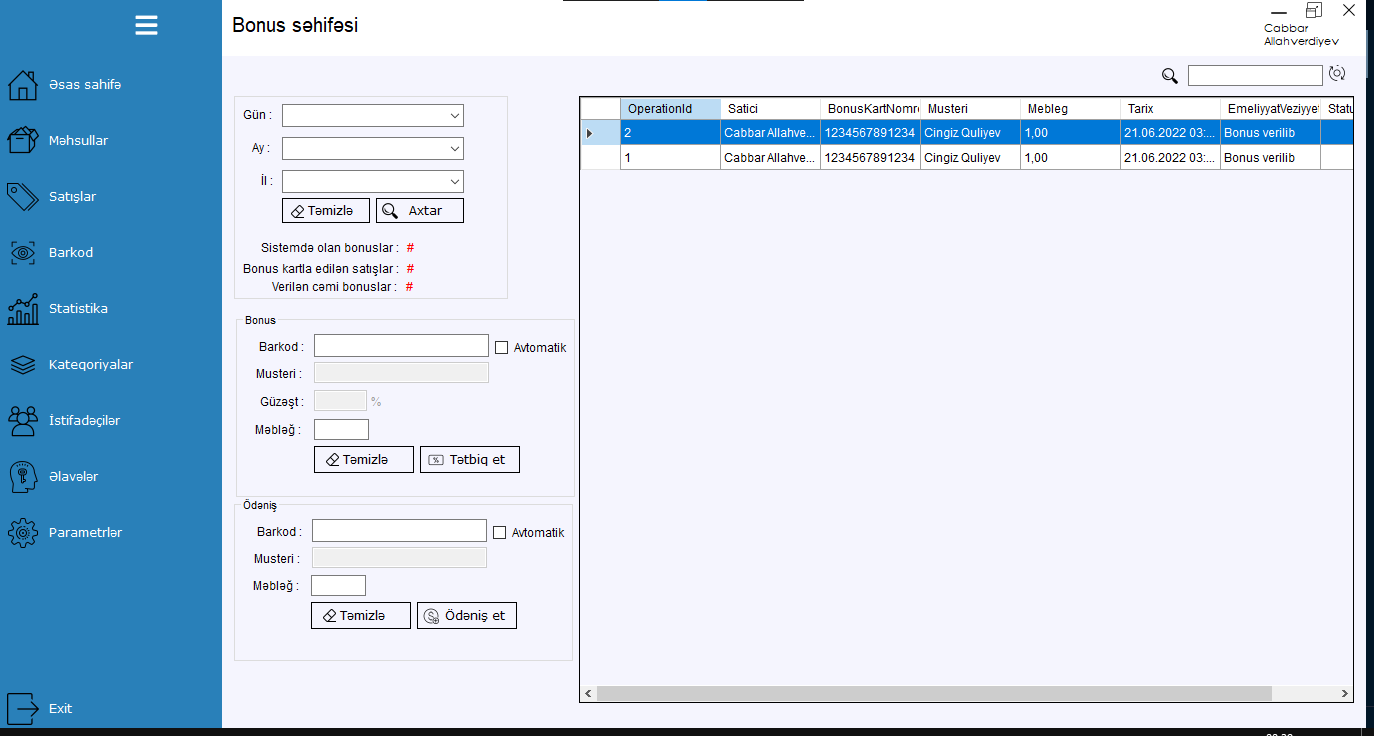 Bonus səhifəsi
Cabbar
Allahverdiyev
Əsas sahifə
Məhsullar
Satışlar
Barkod
Statistika
Kateqoriyalar
İstifadəçilər
Əlavələr
Parametrlər
Exit
Gün :
Ay :
İl :
Təmizlə
Axtar
Sistemdə olan bonuslar : #
Bonus kartla edilən satışlar : #
Verilən cəmi bonuslar : #
Bonus
Barkod :
Avtomatik
Musteri :
Güzəşt :
%
Məbləğ :
Təmizlə
Tətbiq et
Ödəniş
Barkod :
Avtomatik
Musteri :
Məbləğ :
Təmizlə
Ödəniş et
OperationId Satici BonusKartNomre Musteri Mebleg Tarix EmeliyyatVeziyyet Statu
2 Cabbar Allahve... 1234567891234 Cingiz Quliyev 1,00 21.06.2022 03:... Bonus verilib
1 Cabbar Allahve... 1234567891234 Cingiz Quliyev 1,00 21.06.2022 03:... Bonus verilib